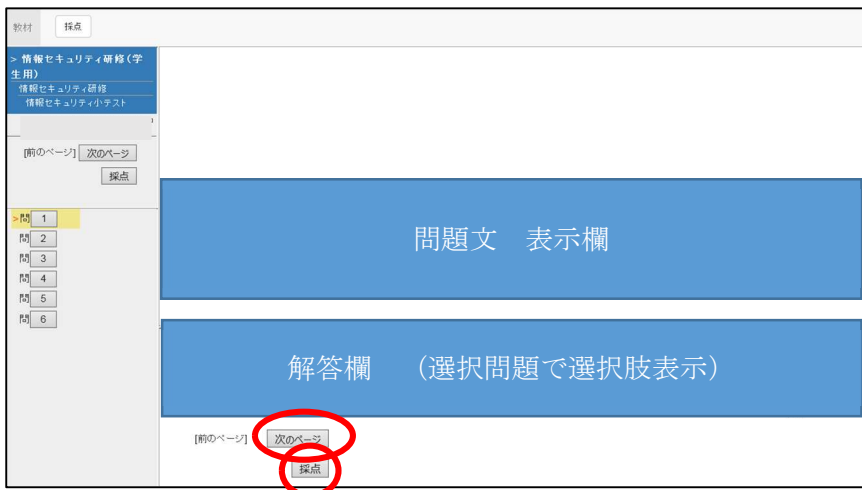 教材 採点
> 情報セキュリティ研修(学
生用)
情報セキュリティ研修
情報セキュリティ小テスト
[前のページ] 次のページ
採点
>問 1
問 2
問 3
問 4
問 5
問 6
問題文 表示欄
解答欄 (選択問題で選択肢表示)
[前のページ] 次のページ
採点